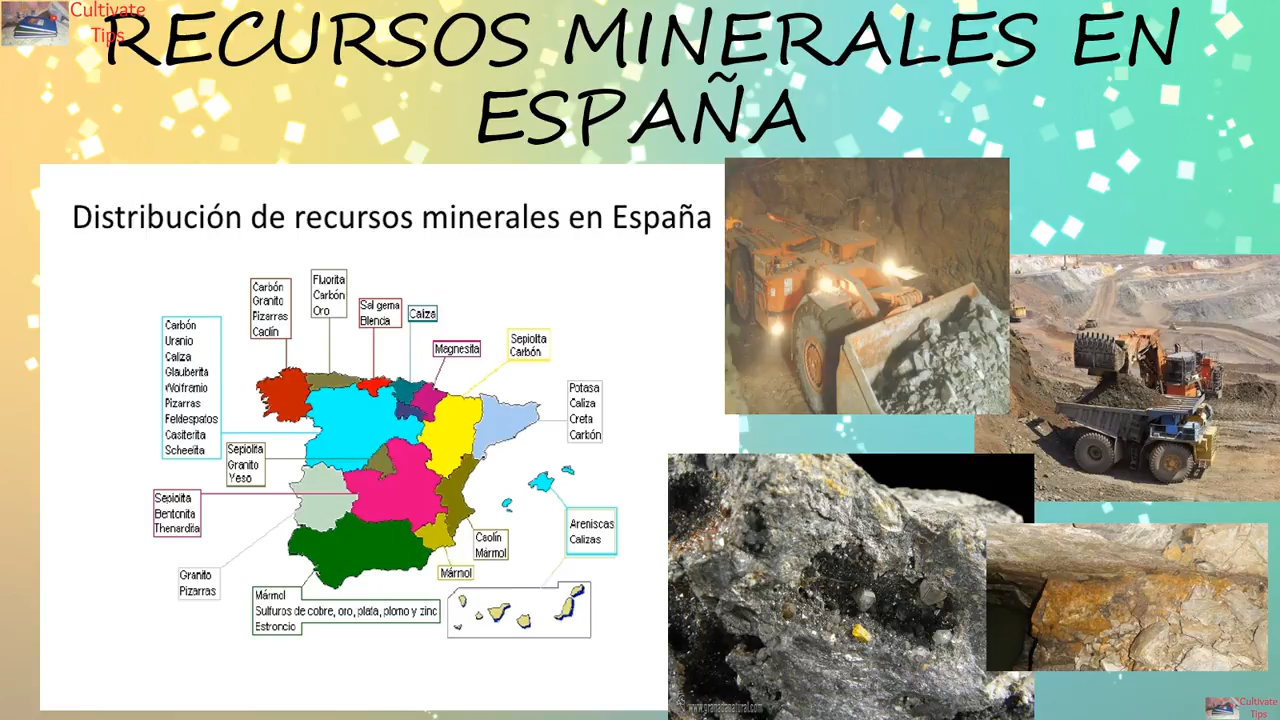 Cultivate
Tips
RECURSOS MINERALES EN
ESPAÑA
Distribución de recursos minerales en España
Carbón
Granito
Pizarras
Caolín
Fluorita
Carbón
Oro
Sal gema
Blenda
Caliza
Magnesita
Sepiolita
Carbón
Carbón
Uranio
Caliza
Glauberita
Wolframio
Pizarras
Feldespatos
Casiterita
Scheelita
Potasa
Caliza
Creta
Carbón
Sepiolita
Granito
Yeso
Sepiolita
Bentonita
Thenardita
Areniscas
Calizas
Caolín
Mármol
Mármol
Granito
Pizarras
Mármol
Sulfuros de cobre, oro, plata, plomo y zinc
Estroncio
www.granadanatural.com
Cultivate
Tips